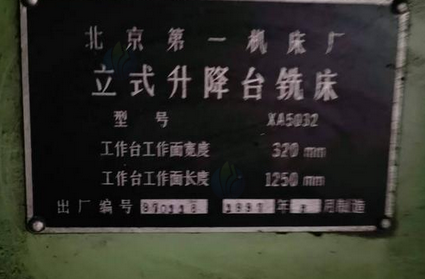 北京第一机床厂
立式升降台铣床
型号 XA5032
工作台工作面宽度 320 mm
工作台工作面长度 1250 mm
出厂编号 年 月制造